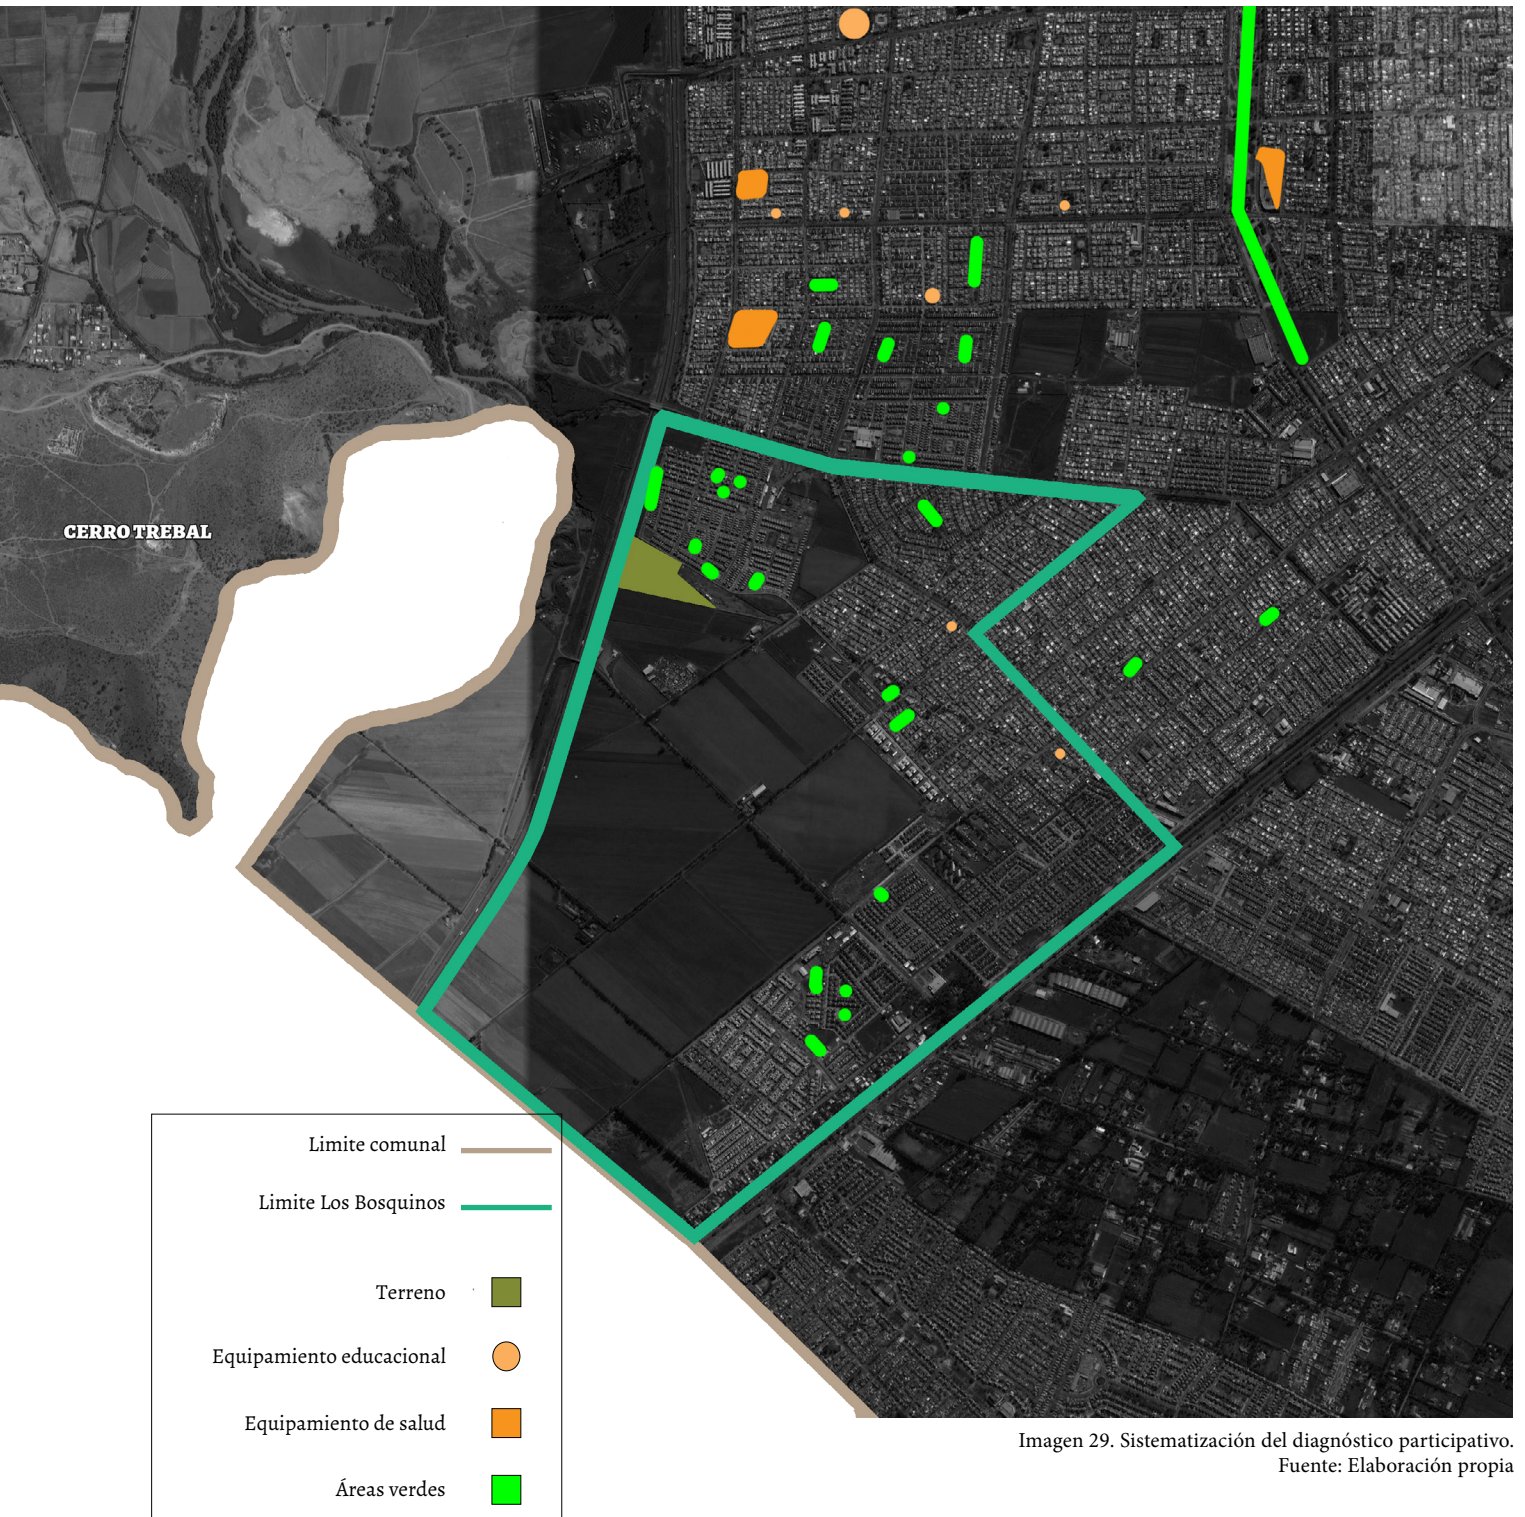 CERRO TREBAL
Limite comunal
Limite Los Bosquinos
Terreno
Equipamiento educacional
Equipamiento de salud
Áreas verdes
Imagen 29. Sistematización del diagnóstico participativo.
Fuente: Elaboración propia